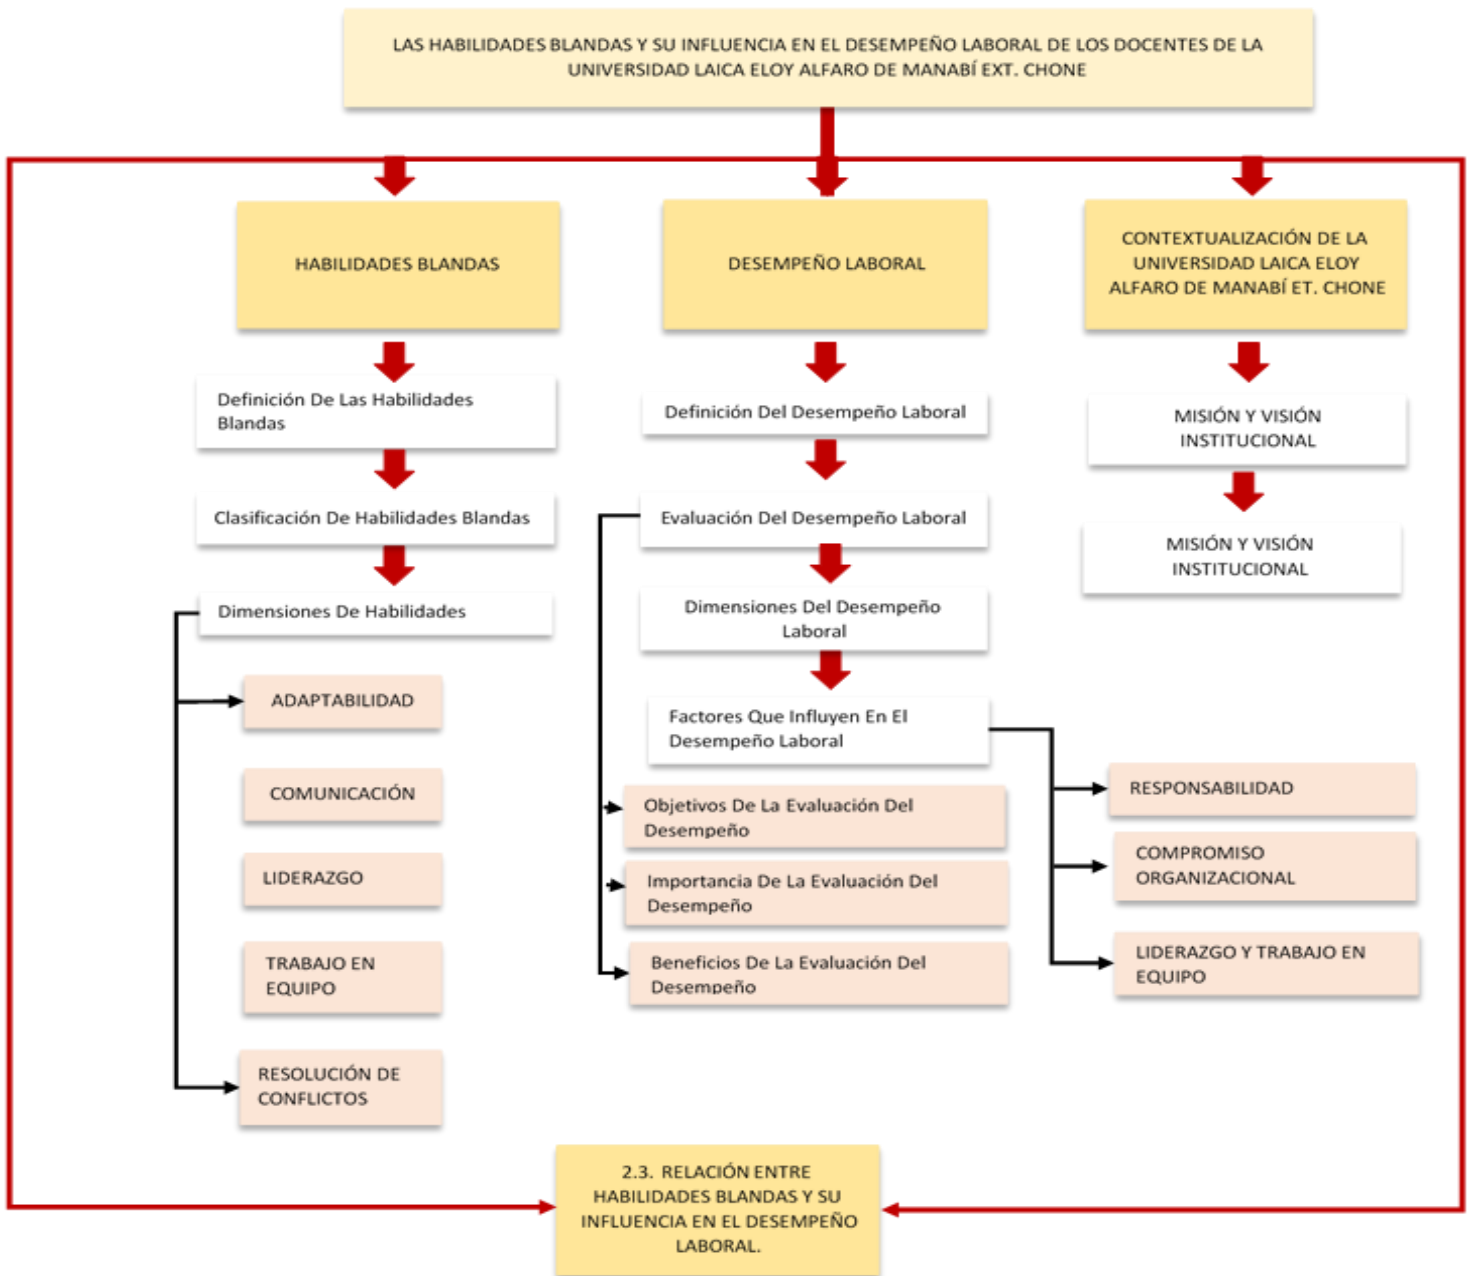 LAS HABILIDADES BLANDAS Y SU INFLUENCIA EN EL DESEMPEÑO LABORAL DE LOS DOCENTES DE LA
UNIVERSIDAD LAICA ELOY ALFARO DE MANABÍ EXT. CHONE
HABILIDADES BLANDAS
Definición De Las Habilidades
Blandas
Clasificación De Habilidades Blandas
Dimensiones De Habilidades
ADAPTABILIDAD
COMUNICACIÓN
LIDERAZGO
TRABAJO EN
EQUIPO
RESOLUCIÓN DE
CONFLICTOS
DESEMPEÑO LABORAL
Definición Del Desempeño Laboral
Evaluación Del Desempeño Laboral
Dimensiones Del Desempeño
Laboral
Factores Que Influyen En El
Desempeño Laboral
Objetivos De La Evaluación Del
Desempeño
Importancia De La Evaluación Del
Desempeño
Beneficios De La Evaluación Del
Desempeño
CONTEXTUALIZACIÓN DE LA
UNIVERSIDAD LAICA ELOY
ALFARO DE MANABÍ ET. CHONE
MISIÓN Y VISIÓN
INSTITUCIONAL
MISIÓN Y VISIÓN
INSTITUCIONAL
RESPONSABILIDAD
COMPROMISO
ORGANIZACIONAL
LIDERAZGO Y TRABAJO EN
EQUIPO
2.3. RELACIÓN ENTRE
HABILIDADES BLANDAS Y SU
INFLUENCIA EN EL DESEMPEÑO
LABORAL.